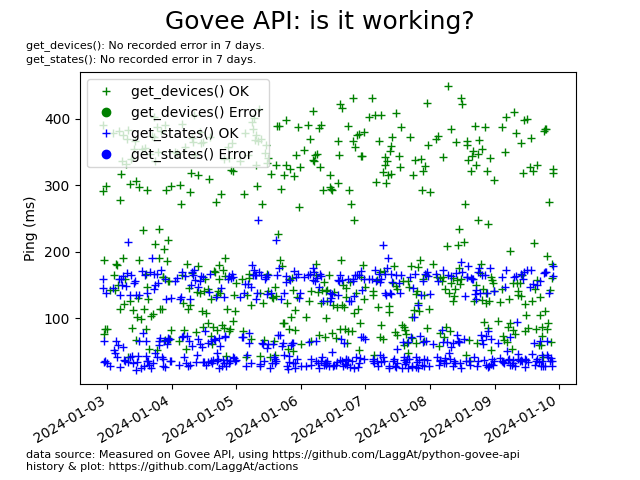 Govee API: is it working?
get_devices(): No recorded error in 7 days.
get_states(): No recorded error in 7 days.
get_devices() OK
get_devices() Error
get_states() OK
get_states() Error
Ping (ms)
400
300
200
100
2024-01-03
2024-01-04
2024-01-05
2024-01-06
2024-01-07
2024-01-08
2024-01-09
2024-01-10
data source: Measured on Govee API, using https://github.com/LaggAt/python-govee-api
history & plot: https://github.com/LaggAt/actions